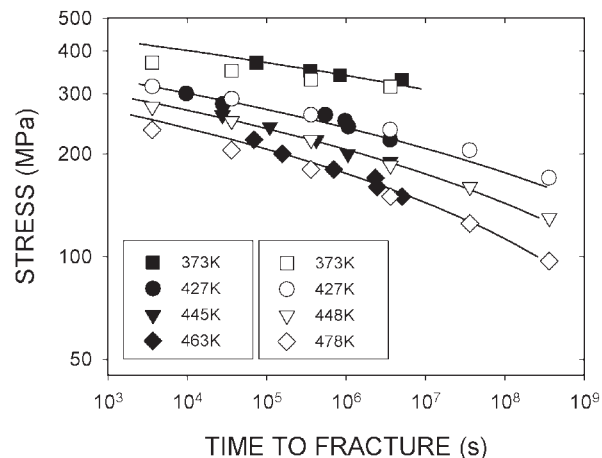 500
400
300
200
100
50
STRESS (MPa)
373K
427K
445K
463K
373K
427K
448K
478K
10³
10⁴
10⁵
10⁶
10⁷
10⁸
10⁹
TIME TO FRACTURE (s)